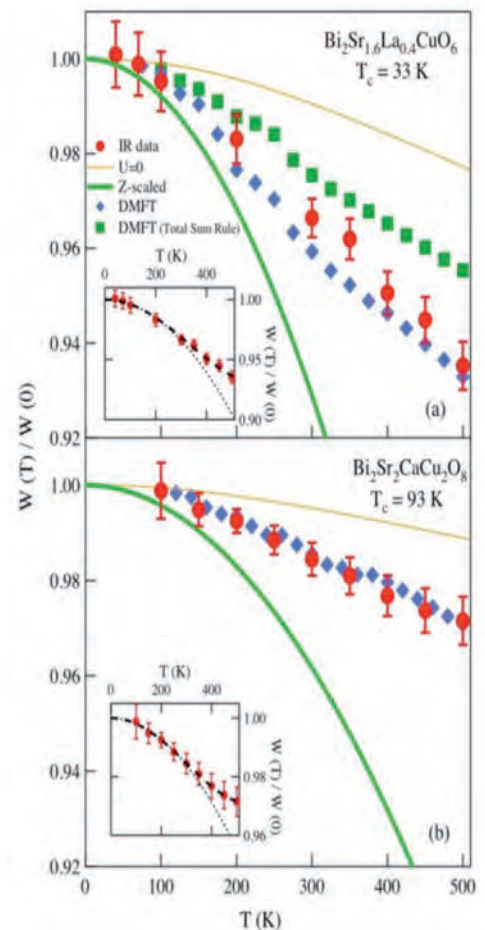 Bi₂Sr₁.₆La₀.₄CuO₆
T_c = 33 K
1.00
0.98
0.96
0.94
0.92
IR data
U=0
Z-scaled
DMFT
DMFT (Total Sum Rule)
T (K)
0 200 400
1.00
0.95
0.90
W (T) / W (0)
(a)
W (T) / W (0)
Bi₂Sr₂CaCu₂O₈
T_c = 93 K
1.00
0.98
0.96
0.94
0.92
T (K)
0 200 400
1.00
0.98
0.96
W (T) / W (0)
(b)
0 100 200 300 400 500
T (K)